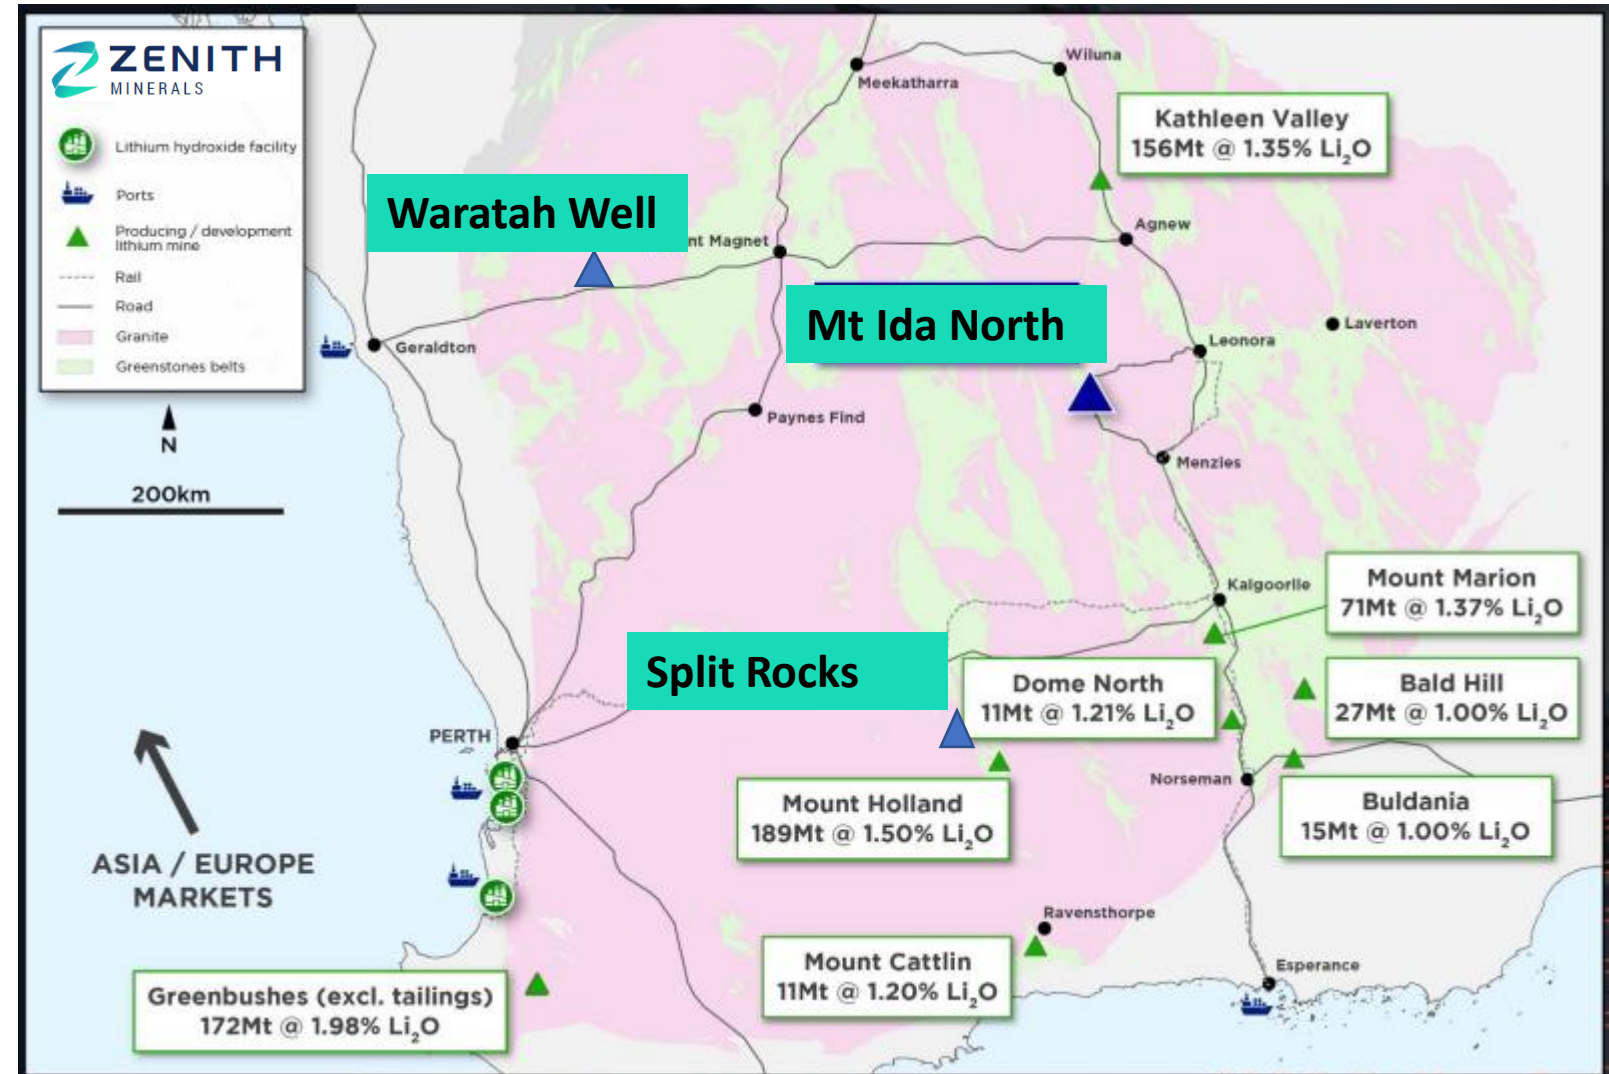 ZENITH
MINERALS
Lithium hydroxide facility
Ports
Producing / development
lithium mine
Rail
Road
Granite
Greenstones belts
N
200km
Wiluna
Meekatharra
Kathleen Valley
156Mt @ 1.35% Li₂O
Waratah Well
nt Magnet
Agnew
Mt Ida North
Laverton
Leonora
Geraldton
Paynes Find
Menzies
Kalgoorlie
Mount Marion
71Mt @ 1.37% Li₂O
Split Rocks
Dome North
11Mt @ 1.21% Li₂O
Bald Hill
27Mt @ 1.00% Li₂O
PERTH
Norseman
Mount Holland
189Mt @ 1.50% Li₂O
Buldania
15Mt @ 1.00% Li₂O
ASIA / EUROPE
MARKETS
Ravensthorpe
Mount Cattlin
11Mt @ 1.20% Li₂O
Esperance
Greenbushes (excl. tailings)
172Mt @ 1.98% Li₂O